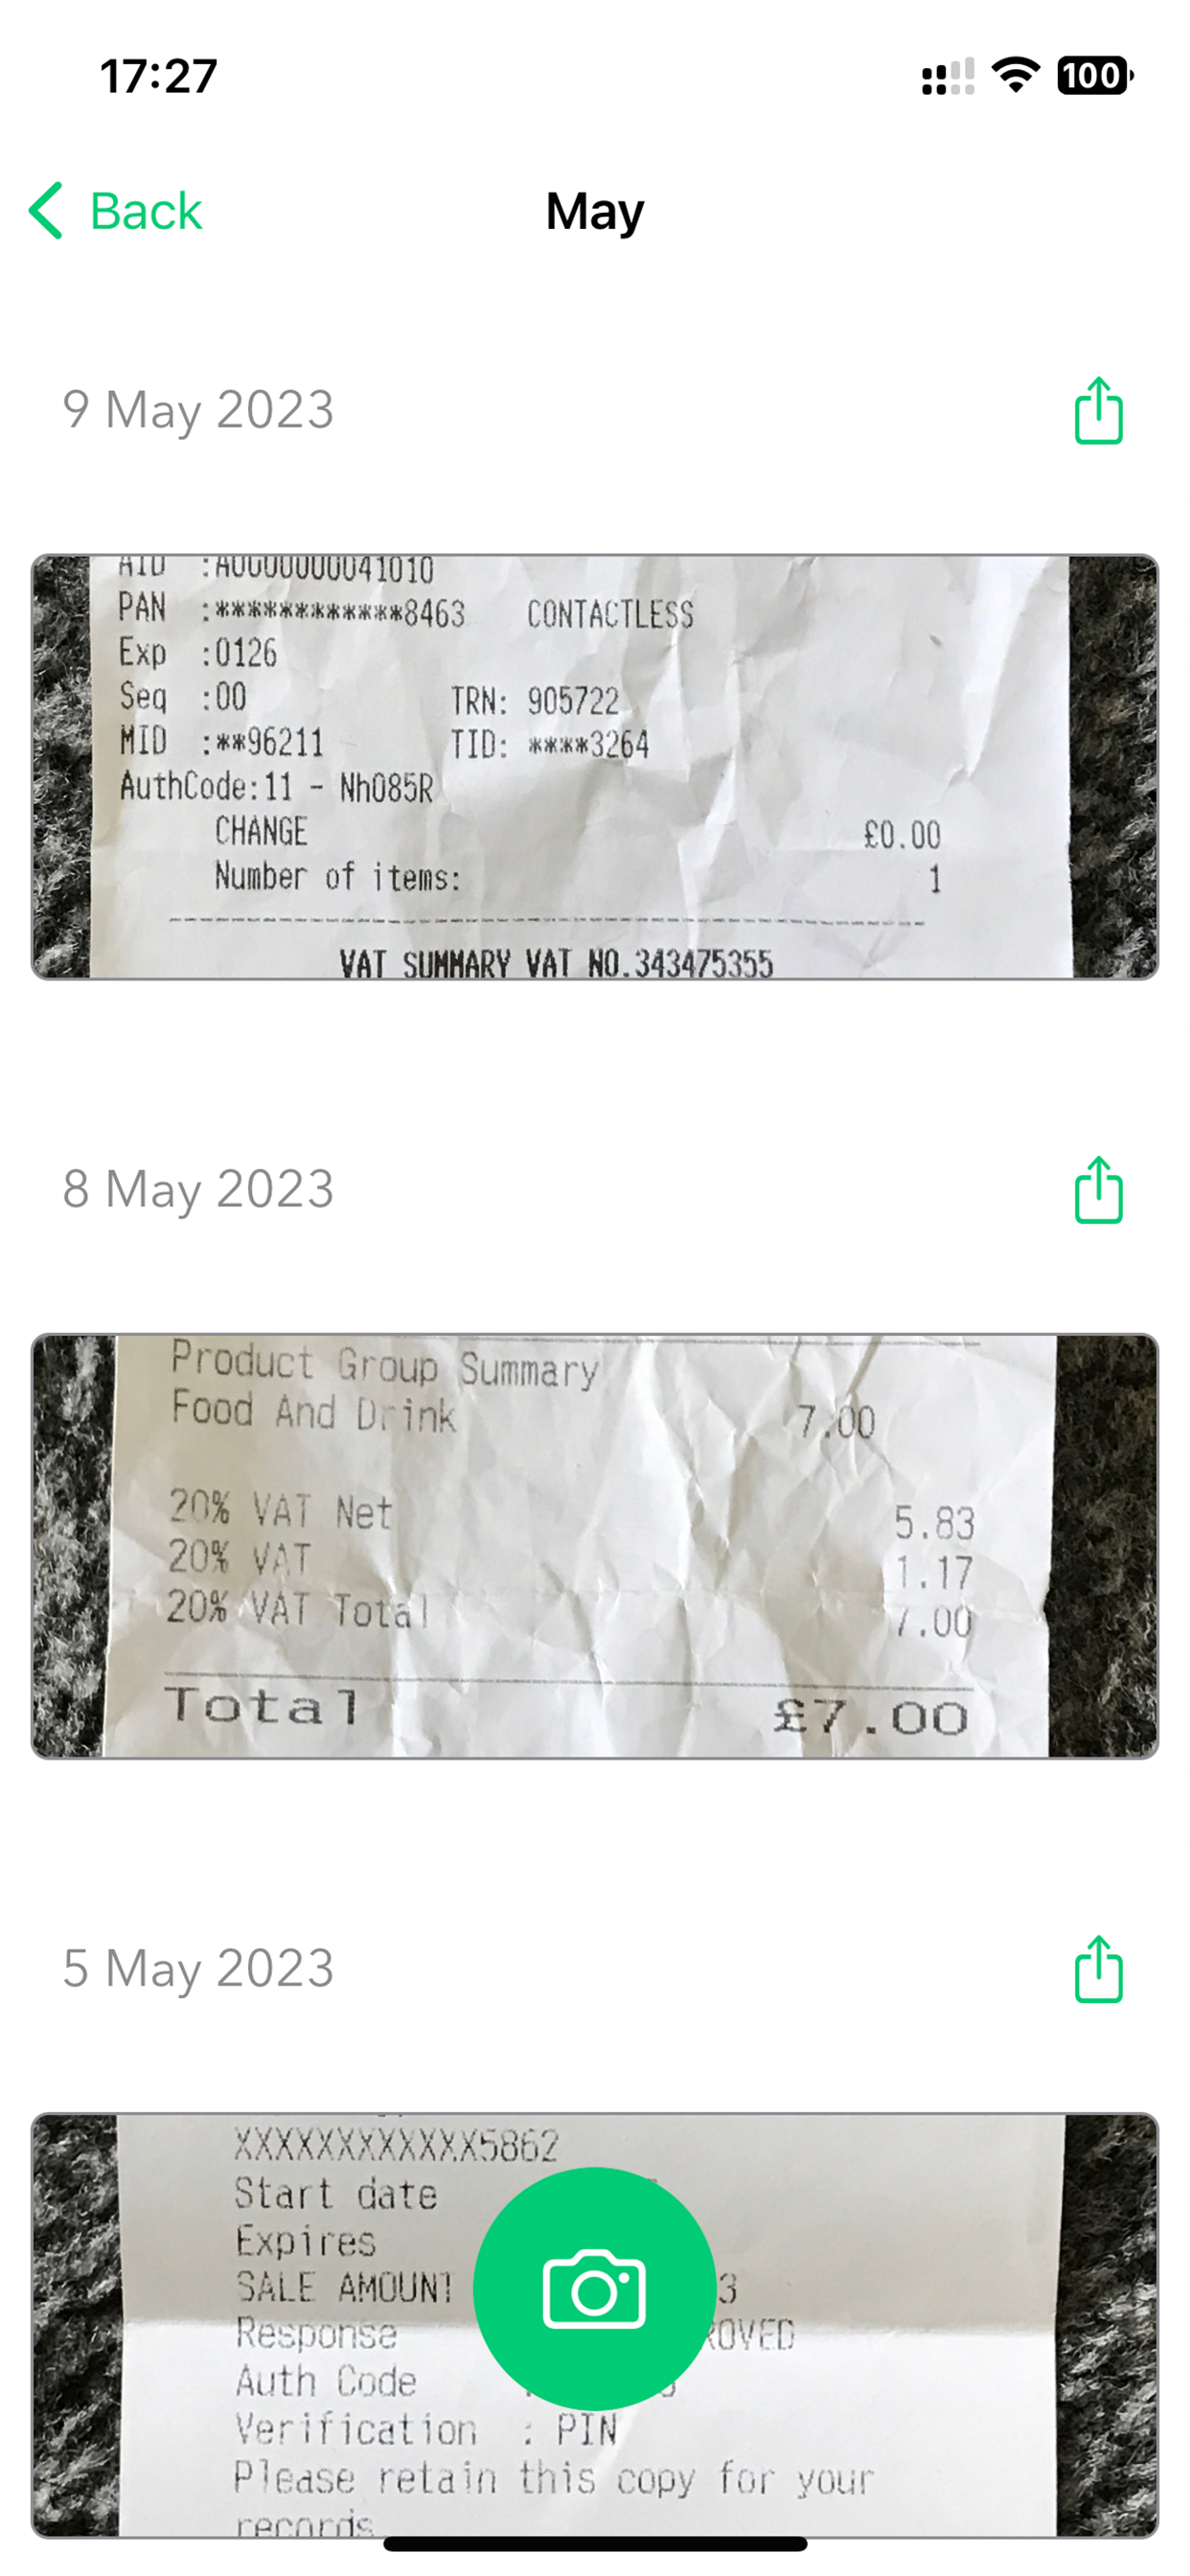 17:27
100
Back
May
9 May 2023
AID :A0000000041010
PAN :************8463 CONTACTLESS
Exp :0126
Seq :00 TRN: 905722
MID :**96211 TID: ****3264
AuthCode:11 - Nh085R
CHANGE £0.00
Number of items: 1
VAT SUMMARY VAT NO.343475355
8 May 2023
Product Group Summary
Food And Drink 7.00
20% VAT Net 5.83
20% VAT 1.17
20% VAT Total 7.00
Total £7.00
5 May 2023
XXXXXXXXXXXX5862
Start date
Expires
SALE AMOUNT 3
Response ROVED
Auth Code
Verification : PIN
Please retain this copy for your
records